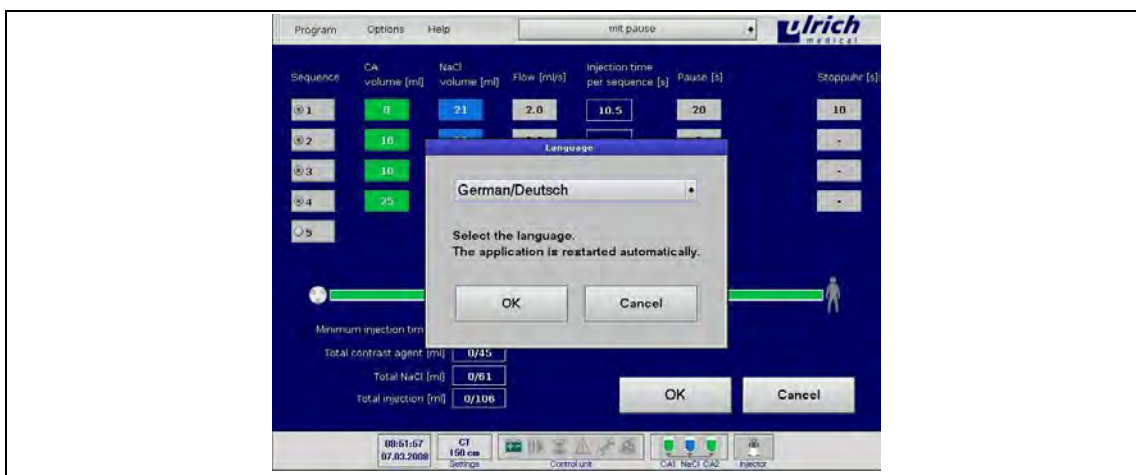 Program Options Help mit pause ulrich medical
Sequence CA volume [ml] NaCl volume [ml] Flow [ml/s] Injection time per sequence [s] Pause [s] Stoppuhr [s]
1 0 21 2.0 10.5 20 10
2 10 -
3 10 -
4 25 -
5
Language
German/Deutsch
Select the language.
The application is restarted automatically.
OK Cancel
Minimum injection tim
Total contrast agent [ml] 0/45
Total NaCl [ml] 0/61
Total injection [ml] 0/106
OK Cancel
08:51:57 CT
07.03.2008 150 cm
Settings Control unit CA1 NaCl CA2 Injector